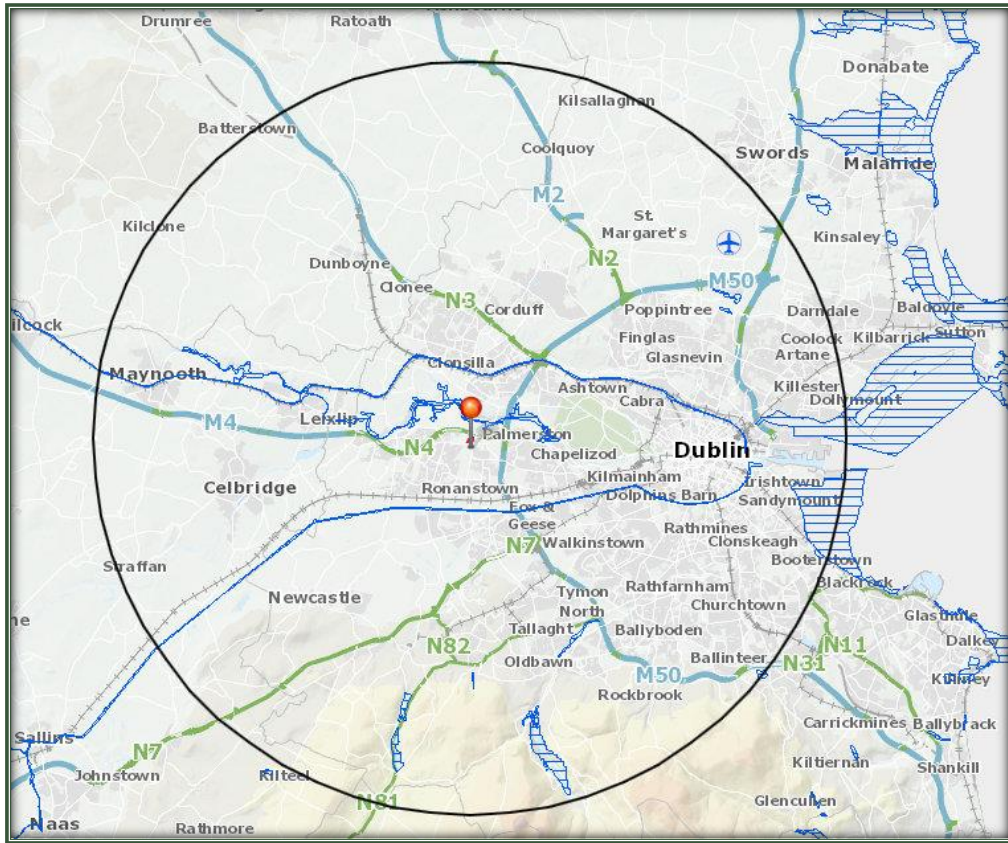 Drumree
Ratoath
Donabate
Kilsallaghan
Batterstown
Coolquoy
Swords
Malahide
M2
Kilclone
St.
Margaret's
Kinsaley
Dunboyne
N2
Clonee
N3
M50
Corduff
Poppintree
Darndale
Baldoyle
ilcock
Finglas
Coolock
Kilbarrick
Sutton
Glasnevin
Artane
Clonsilla
Maynooth
Ashtown
Killester
Cabra
Dollymount
M4
Leixlip
N4
Palmerston
Dublin
Chapelizod
Kilmainham
Celbridge
Ronanstown
Dolphins Barn
Irishtown
Sandymount
Fox &
Geese
Rathmines
Clonskeagh
N7
Walkinstown
Booterstown
Straffan
Blackrock
Newcastle
Tymon
North
Rathfarnham
Churchtown
Glasthule
ne
Tallaght
Ballyboden
N11
Dalke
N82
Oldbawn
Ballinteer
N31
M50
Killiney
Rockbrook
Carrickmines
Ballybrack
Sallins
N7
Johnstown
Kilteel
Kiltiernan
Shankill
N81
Glencullen
Naas
Rathmore